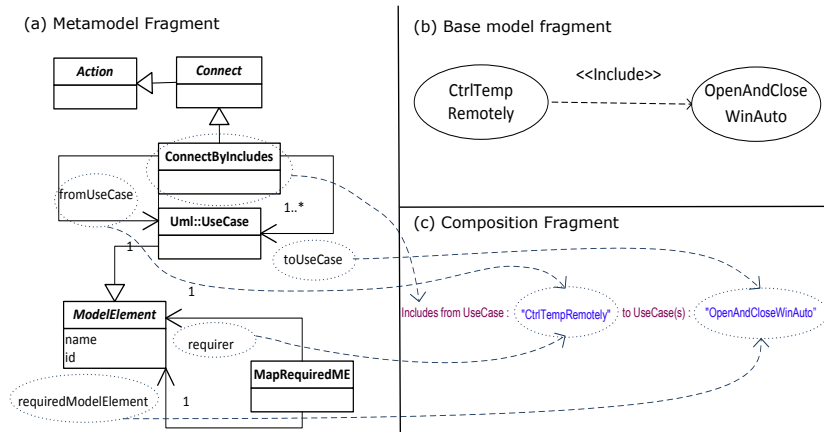 (a) Metamodel Fragment
Action
Connect
ConnectByIncludes
fromUseCase
1..*
Uml::UseCase
toUseCase
1
1
ModelElement
name
id
requirer
MapRequiredME
requiredModelElement
1
(b) Base model fragment
<<Include>>
CtrlTemp
Remotely
OpenAndClose
WinAuto
(c) Composition Fragment
Includes from UseCase : "CtrlTempRemotely" to UseCase(s) : "OpenAndCloseWinAuto"